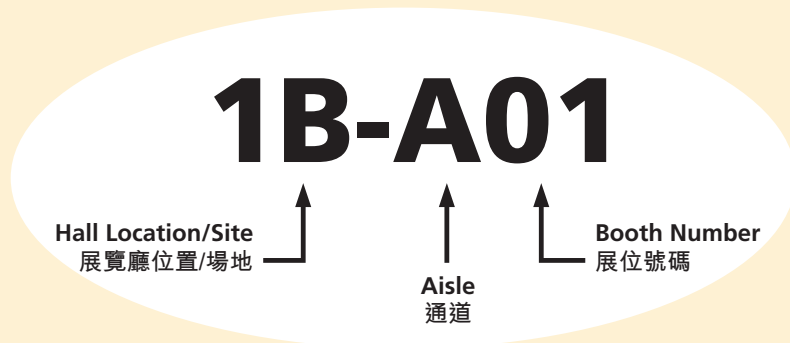 1B-A01
Hall Location/Site
展覽廳位置/場地
Aisle
通道
Booth Number
展位號碼